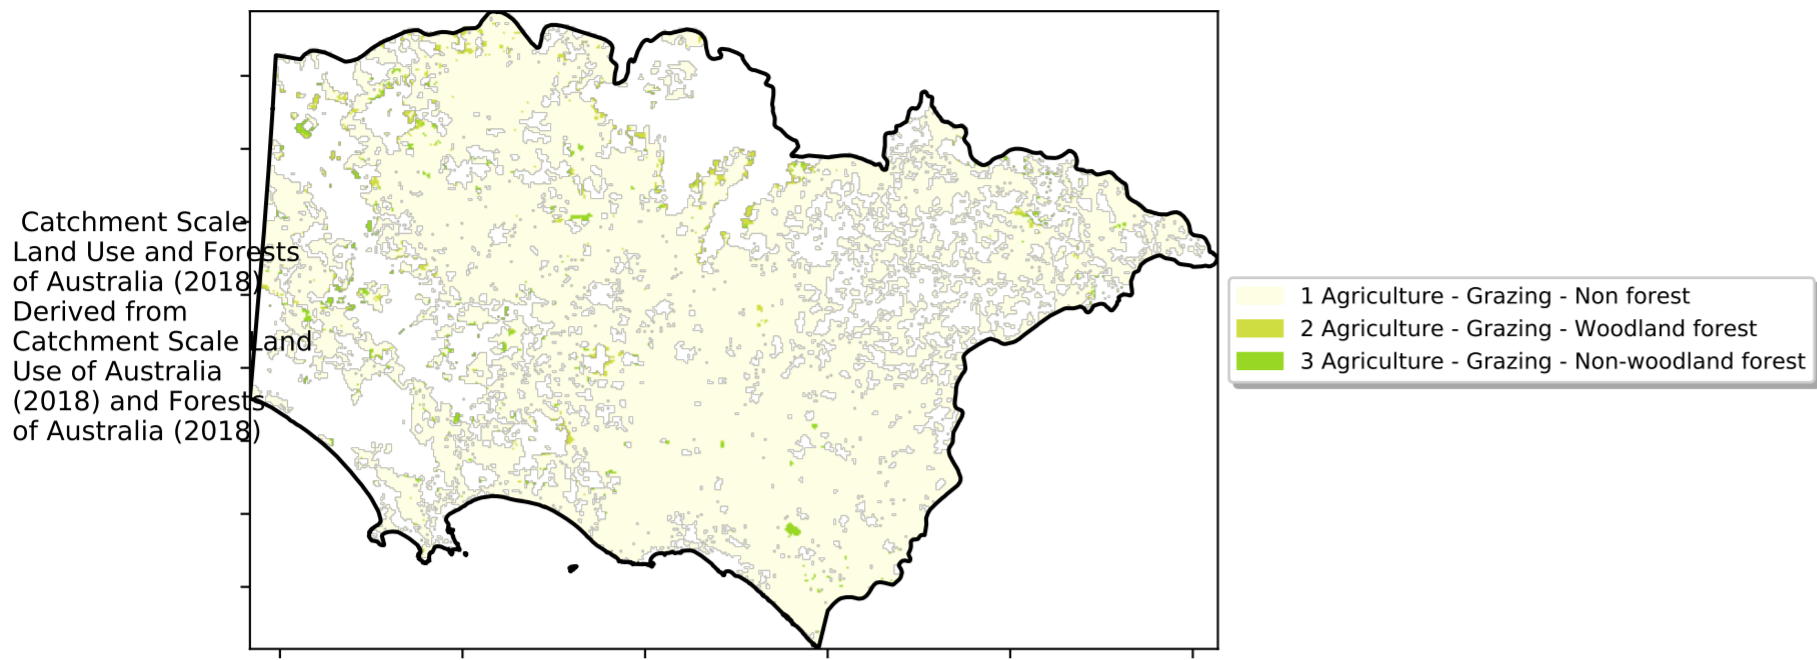 Catchment Scale
Land Use and Forests
of Australia (2018)
Derived from
Catchment Scale Land
Use of Australia
(2018) and Forests
of Australia (2018)
1 Agriculture - Grazing - Non forest
2 Agriculture - Grazing - Woodland forest
3 Agriculture - Grazing - Non-woodland forest